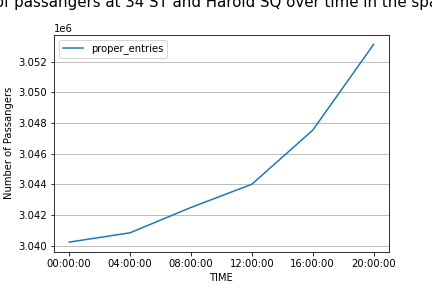 of passengers at 34 ST and Harold SQ over time in the spa
1e6
proper_entries
3.052
3.050
3.048
3.046
3.044
3.042
3.040
Number of Passengers
00:00:00 04:00:00 08:00:00 12:00:00 16:00:00 20:00:00
TIME